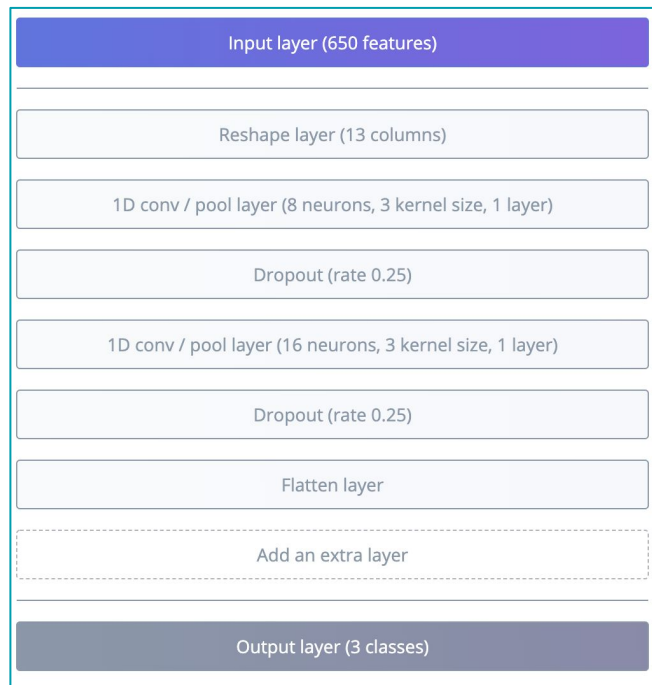 Input layer (650 features)
Reshape layer (13 columns)
1D conv / pool layer (8 neurons, 3 kernel size, 1 layer)
Dropout (rate 0.25)
1D conv / pool layer (16 neurons, 3 kernel size, 1 layer)
Dropout (rate 0.25)
Flatten layer
Add an extra layer
Output layer (3 classes)